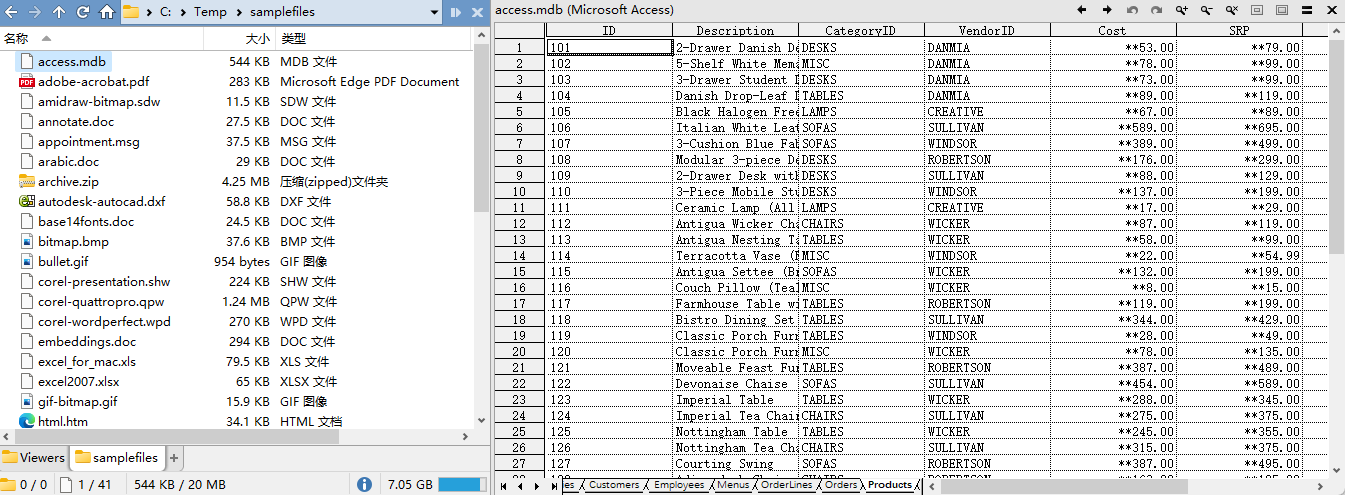 C: Temp samplefiles
名称 大小 类型
access.mdb 544 KB MDB 文件
adobe-acrobat.pdf 283 KB Microsoft Edge PDF Document
amidraw-bitmap.sdw 11.5 KB SDW 文件
annotate.doc 27.5 KB DOC 文件
appointment.msg 37.5 KB MSG 文件
arabic.doc 29 KB DOC 文件
archive.zip 4.25 MB 压缩(zipped)文件夹
autodesk-autocad.dxf 58.8 KB DXF 文件
base14fonts.doc 24.5 KB DOC 文件
bitmap.bmp 37.6 KB BMP 文件
bullet.gif 954 bytes GIF 图像
corel-presentation.shw 224 KB SHW 文件
corel-quattropro.qpw 1.24 MB QPW 文件
corel-wordperfect.wpd 270 KB WPD 文件
embeddings.doc 294 KB DOC 文件
excel_for_mac.xls 79.5 KB XLS 文件
excel2007.xlsx 65 KB XLSX 文件
gif-bitmap.gif 15.9 KB GIF 图像
html.htm 34.1 KB HTML 文档
Viewers samplefiles +
0 / 0 1 / 41 544 KB / 20 MB 7.05 GB
access.mdb (Microsoft Access)
ID Description CategoryID VendorID Cost SRP
1 101 2-Drawer Danish De DESKS DANMIA **53.00 **79.00
2 102 5-Shelf White Mema MISC DANMIA **78.00 **99.00
3 103 3-Drawer Student D DESKS DANMIA **73.00 **99.00
4 104 Danish Drop-Leaf D TABLES DANMIA **89.00 **119.00
5 105 Black Halogen Free LAMPS CREATIVE **67.00 **89.00
6 106 Italian White Leat SOFAS SULLIVAN **589.00 **695.00
7 107 3-Cushion Blue Fab SOFAS WINDSOR **389.00 **499.00
8 108 Modular 3-piece De DESKS ROBERTSON **176.00 **299.00
9 109 2-Drawer Desk with DESKS SULLIVAN **88.00 **129.00
10 110 3-Piece Mobile Stu DESKS WINDSOR **137.00 **199.00
11 111 Ceramic Lamp (All LAMPS CREATIVE **17.00 **29.00
12 112 Antigua Wicker Cha CHAIRS WICKER **87.00 **119.00
13 113 Antigua Nesting Ta TABLES WICKER **58.00 **99.00
14 114 Terracotta Vase (B MISC WINDSOR **22.00 **54.99
15 115 Antigua Settee (Br SOFAS WICKER **132.00 **199.00
16 116 Couch Pillow (Teal MISC WICKER **8.00 **15.00
17 117 Farmhouse Table wi TABLES ROBERTSON **119.00 **199.00
18 118 Bistro Dining Set TABLES SULLIVAN **344.00 **429.00
19 119 Classic Porch Furn TABLES WINDSOR **28.00 **49.00
20 120 Classic Porch Furn MISC WICKER **78.00 **135.00
21 121 Moveable Feast Fur TABLES ROBERTSON **387.00 **489.00
22 122 Devonaise Chaise SOFAS SULLIVAN **454.00 **589.00
23 123 Imperial Table TABLES WICKER **288.00 **345.00
24 124 Imperial Tea Chair CHAIRS SULLIVAN **275.00 **375.00
25 125 Nottingham Table TABLES WICKER **245.00 **355.00
26 126 Nottingham Tea Cha CHAIRS SULLIVAN **315.00 **375.00
27 127 Courting Swing SOFAS ROBERTSON **387.00 **495.00
Customers Employees Menus OrderLines Orders Products